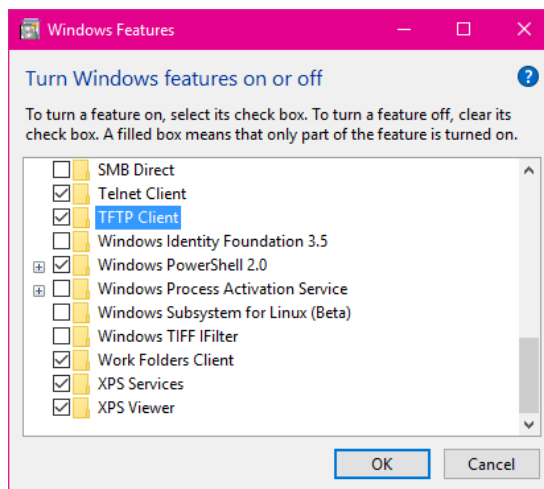 Windows Features
Turn Windows features on or off
?
To turn a feature on, select its check box. To turn a feature off, clear its
check box. A filled box means that only part of the feature is turned on.
SMB Direct
Telnet Client
TFTP Client
Windows Identity Foundation 3.5
Windows PowerShell 2.0
Windows Process Activation Service
Windows Subsystem for Linux (Beta)
Windows TIFF IFilter
Work Folders Client
XPS Services
XPS Viewer
OK Cancel